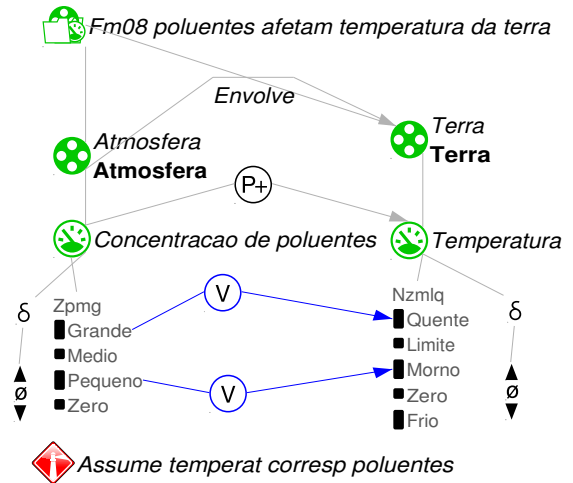 Fm08 poluentes afetam temperatura da terra
Envolve
Atmosfera
Atmosfera
Terra
Terra
P+
Concentracao de poluentes
Temperatura
δ
Zpmg
Grande
Medio
Pequeno
Zero
ø
V
V
Nzmlq
Quente
Limite
Morno
Zero
Frio
δ
ø
Assume temperat corresp poluentes